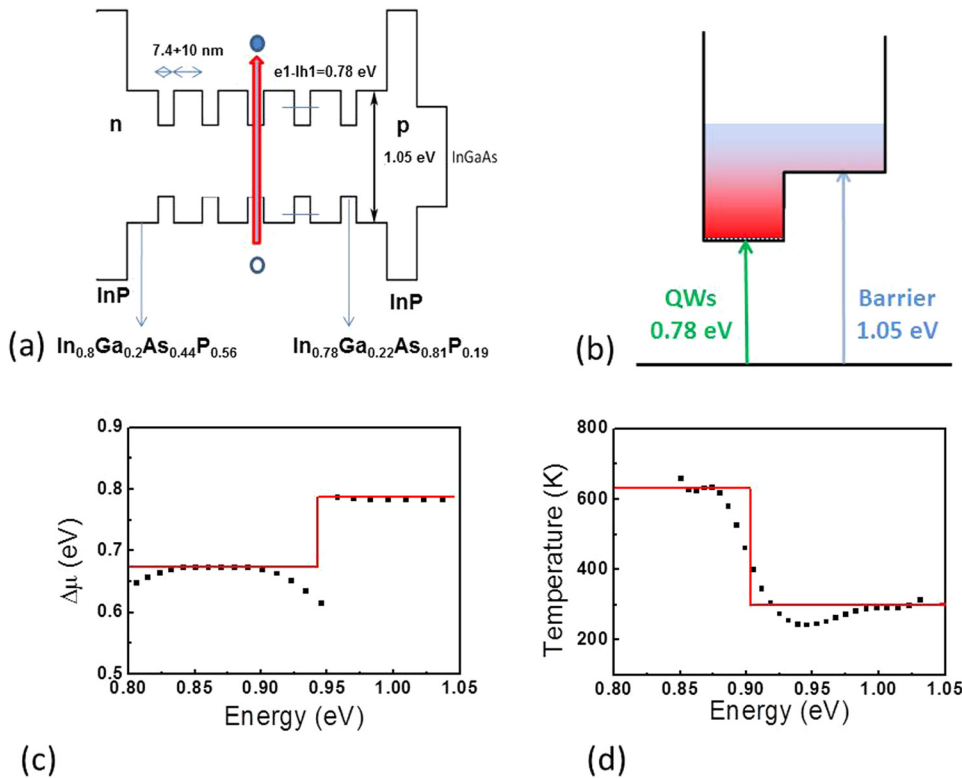 7.4+10 nm
e1-lh1=0.78 eV
n
p
1.05 eV
InGaAs
InP
InP
(a)
In0.8Ga0.2As0.44P0.56
In0.78Ga0.22As0.81P0.19
QWs
0.78 eV
Barrier
1.05 eV
(b)
0.9
0.8
0.7
0.6
0.5
Δμ (eV)
0.80 0.85 0.90 0.95 1.00 1.05
Energy (eV)
(c)
800
600
400
200
Temperature (K)
0.80 0.85 0.90 0.95 1.00 1.05
Energy (eV)
(d)